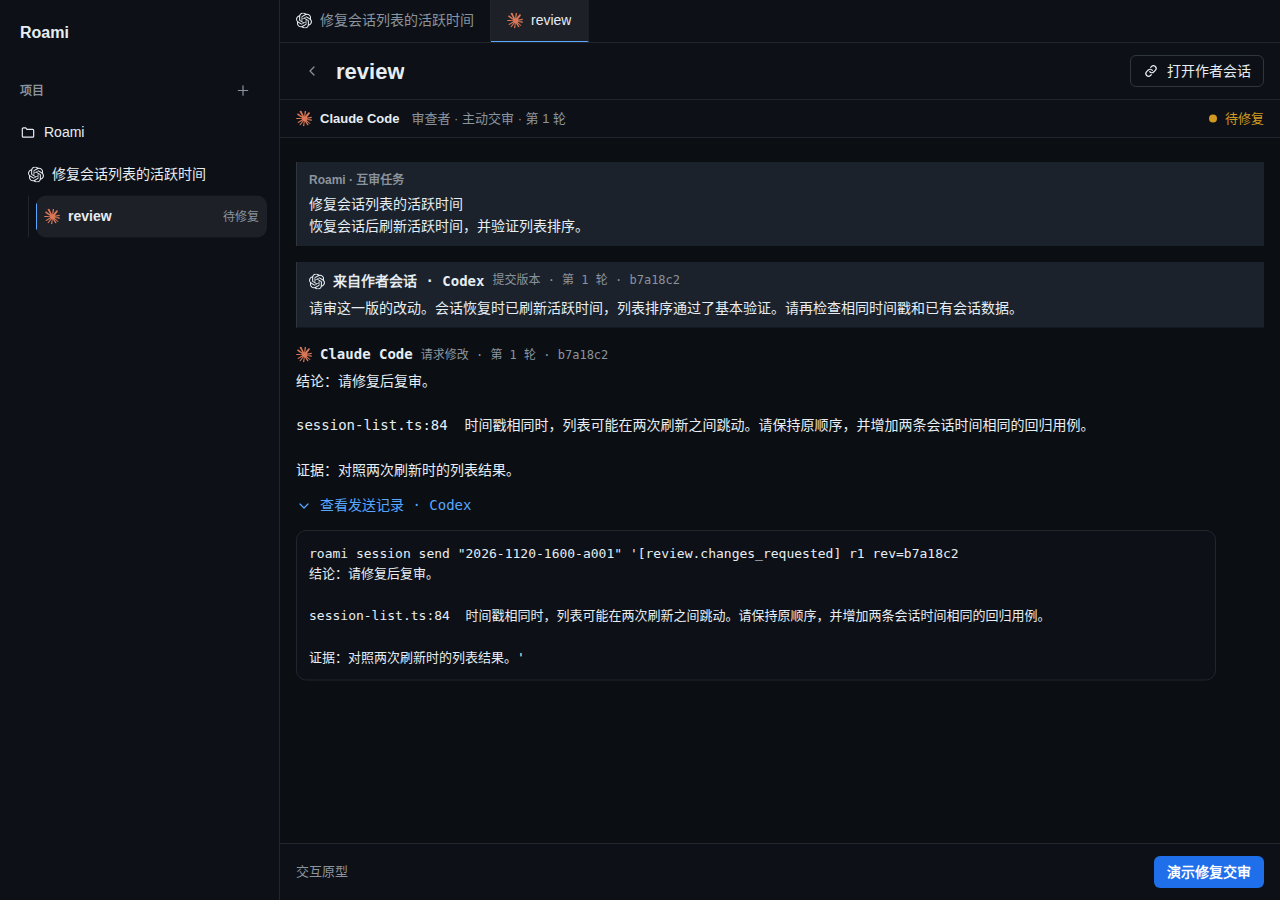 Roami
修复会话列表的活跃时间
review
review
打开作者会话
项目
Roami
修复会话列表的活跃时间
review
待修复
Claude Code 审查者 · 主动交审 · 第 1 轮
待修复
Roami · 互审任务
修复会话列表的活跃时间
恢复会话后刷新活跃时间，并验证列表排序。
来自作者会话 · Codex 提交版本 · 第 1 轮 · b7a18c2
请审这一版的改动。会话恢复时已刷新活跃时间，列表排序通过了基本验证。请再检查相同时间戳和已有会话数据。
Claude Code 请求修改 · 第 1 轮 · b7a18c2
结论：请修复后复审。
session-list.ts:84 时间戳相同时，列表可能在两次刷新之间跳动。请保持原顺序，并增加两条会话时间相同的回归用例。
证据：对照两次刷新时的列表结果。
查看发送记录 · Codex
roami session send "2026-1120-1600-a001" '[review.changes_requested] r1 rev=b7a18c2
结论：请修复后复审。
session-list.ts:84 时间戳相同时，列表可能在两次刷新之间跳动。请保持原顺序，并增加两条会话时间相同的回归用例。
证据：对照两次刷新时的列表结果。'
交互原型
演示修复交审